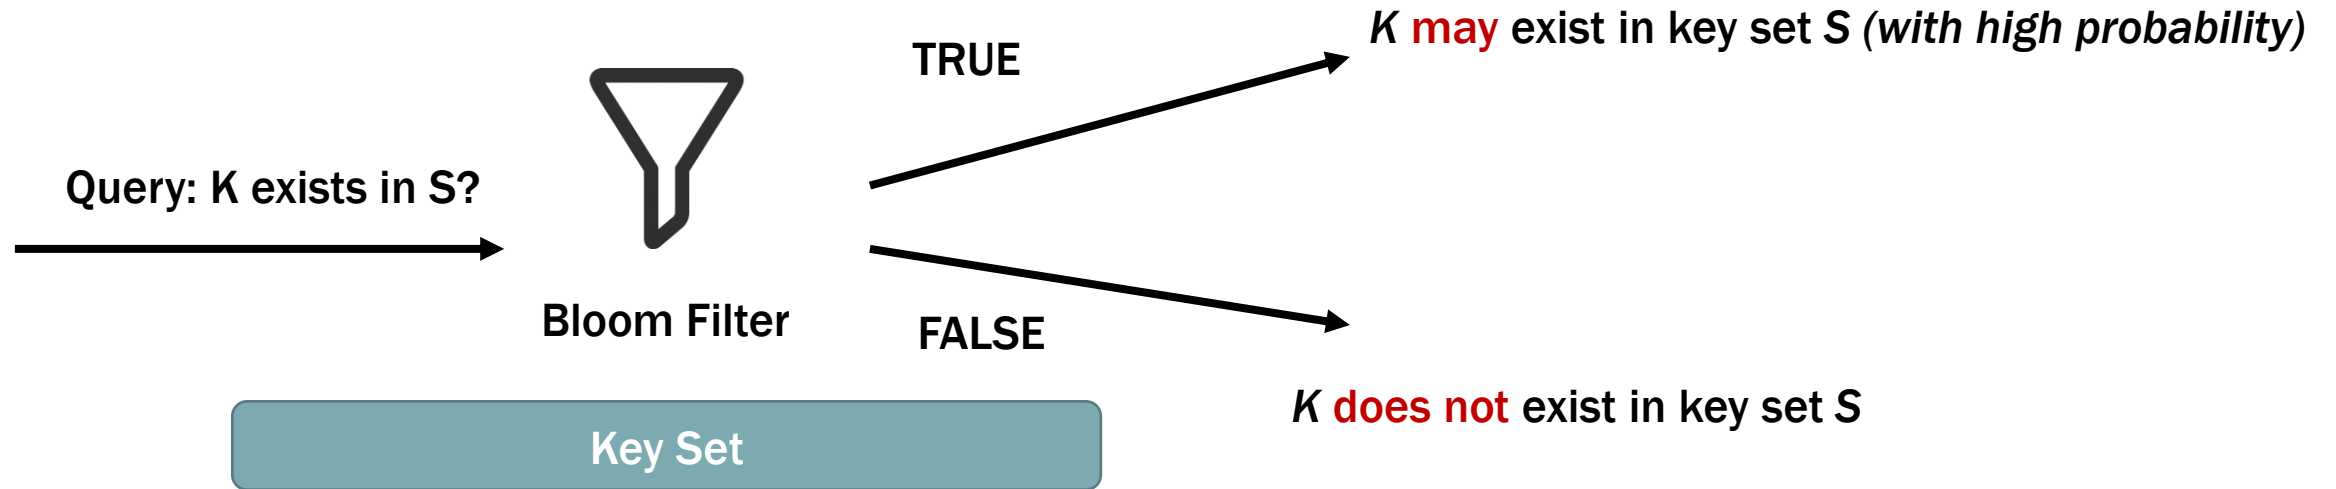 K may exist in key set S (with high probability)
TRUE
Query: K exists in S?
Bloom Filter
FALSE
K does not exist in key set S
Key Set